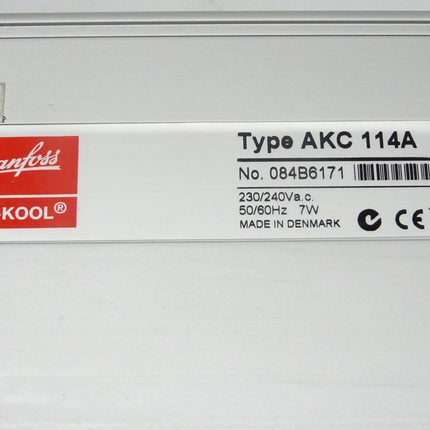 anfoss
-KOOL®
Type AKC 114A
No. 084B6171
230/240Va.c.
50/60Hz 7W
MADE IN DENMARK
CE